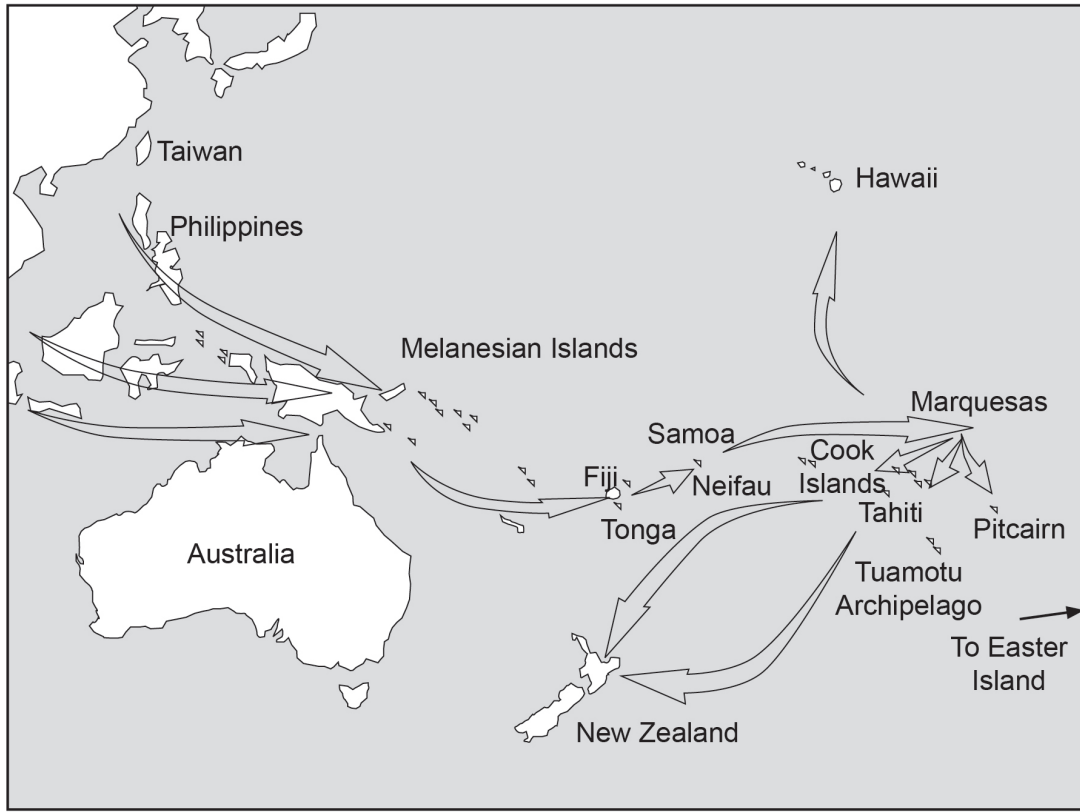 Taiwan
Hawaii
Philippines
Melanesian Islands
Marquesas
Samoa
Cook
Islands
Fiji
Neifau
Tahiti
Tonga
Pitcairn
Australia
Tuamotu
Archipelago
To Easter
Island
New Zealand